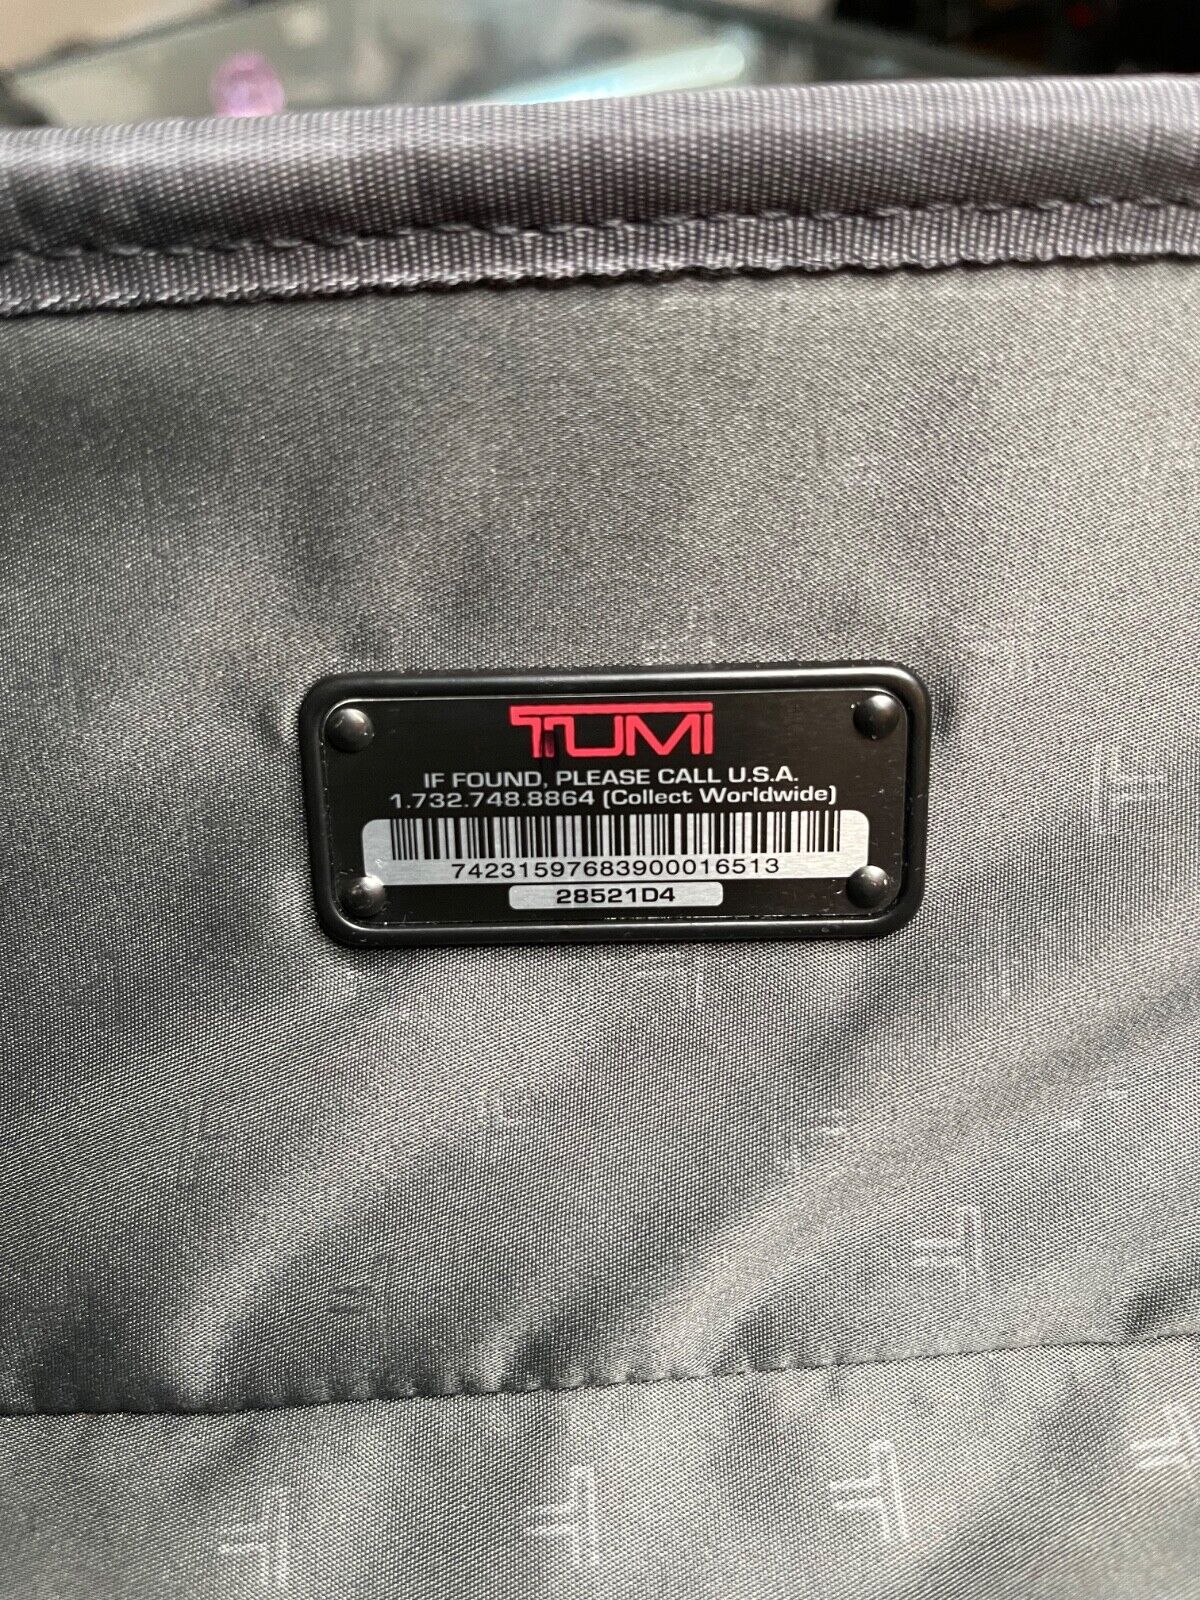 TUMI
IF FOUND, PLEASE CALL U.S.A.
1.732.748.8864 (Collect Worldwide)
74231597683900016513
28521D4